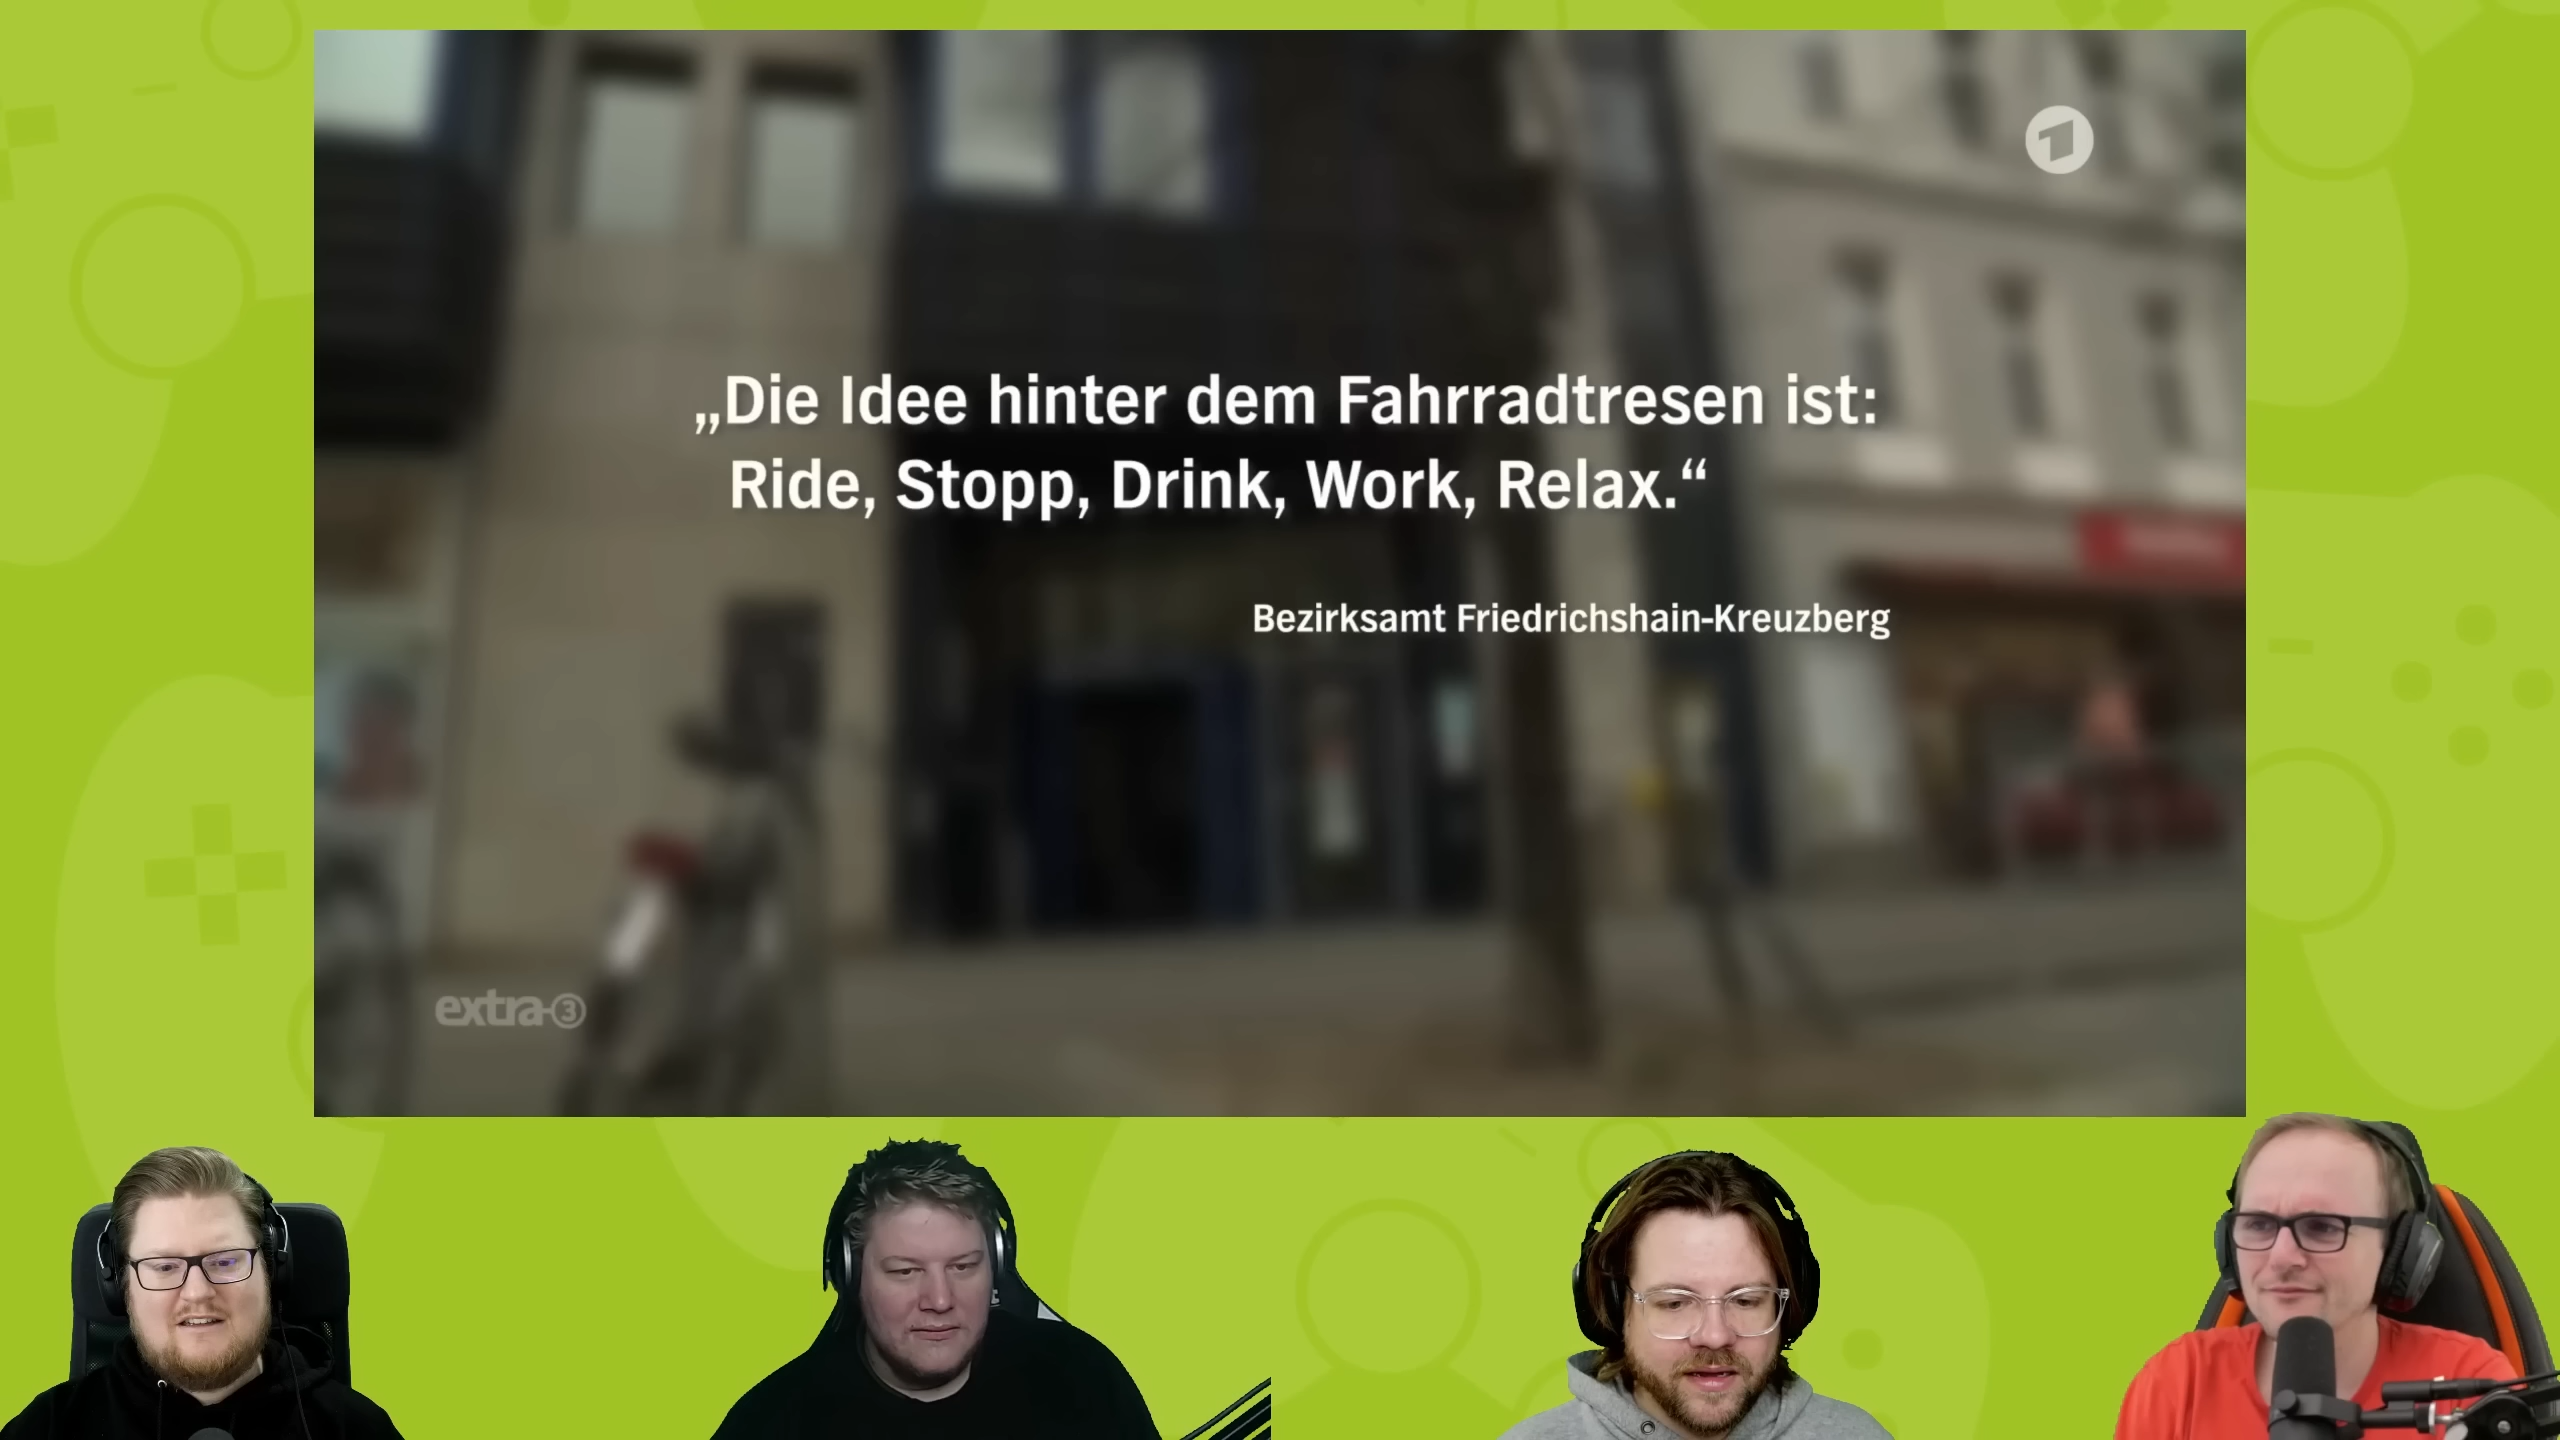 „Die Idee hinter dem Fahrradtresen ist:
Ride, Stopp, Drink, Work, Relax.“
Bezirksamt Friedrichshain-Kreuzberg
extra-3